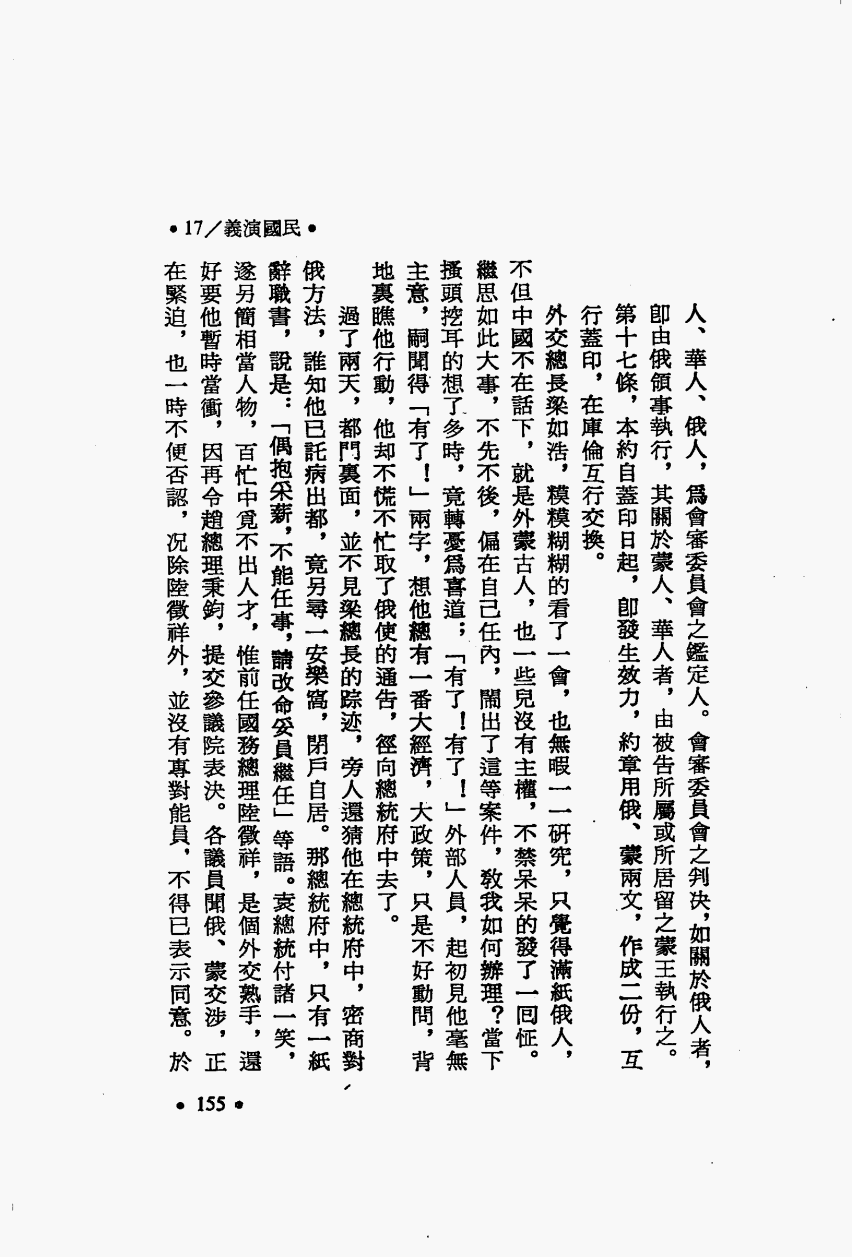 •17/義演國民•
人、華人、俄人，爲會審委員會之鑑定人。會審委員會之判決，如關於俄人者，
卽由俄領事執行，其關於蒙人、華人者，由被告所屬或所居留之蒙王執行之。
第十七條，本約自蓋印日起，卽發生效力，約章用俄、蒙兩文，作成二份，互
行蓋印，在庫倫互行交換。
外交總長梁如浩，糢糢糊糊的看了一會，也無暇一一研究，只覺得滿紙俄人，
不但中國不在話下，就是外蒙古人，也一些兒沒有主權，不禁呆呆的發了一回怔。
繼思如此大事，不先不後，偏在自己任內，鬧出了這等案件，敎我如何辦理？當下
搔頭挖耳的想了多時，竟轉憂爲喜道；「有了！有了！」外部人員，起初見他毫無
主意，嗣聞得「有了！」兩字，想他總有一番大經濟，大政策，只是不好動問，背
地裏瞧他行動，他却不慌不忙取了俄使的通告，徑向總統府中去了。
過了兩天，都門裏面，並不見梁總長的踪迹，旁人還猜他在總統府中，密商對
俄方法，誰知他已託病出都，竟另尋一安樂窩，閉戶自居。那總統府中，只有一紙
辭職書，說是：「偶抱采薪，不能任事，請改命妥員繼任」等語。袁總統付諸一笑，
遂另簡相當人物，百忙中覓不出人才，惟前任國務總理陸徵祥，是個外交熟手，還
好要他暫時當衝，因再令趙總理秉鈞，提交參議院表決。各議員聞俄、蒙交涉，正
在緊迫，也一時不便否認，况除陸徵祥外，並沒有專對能員，不得已表示同意。於
•155•